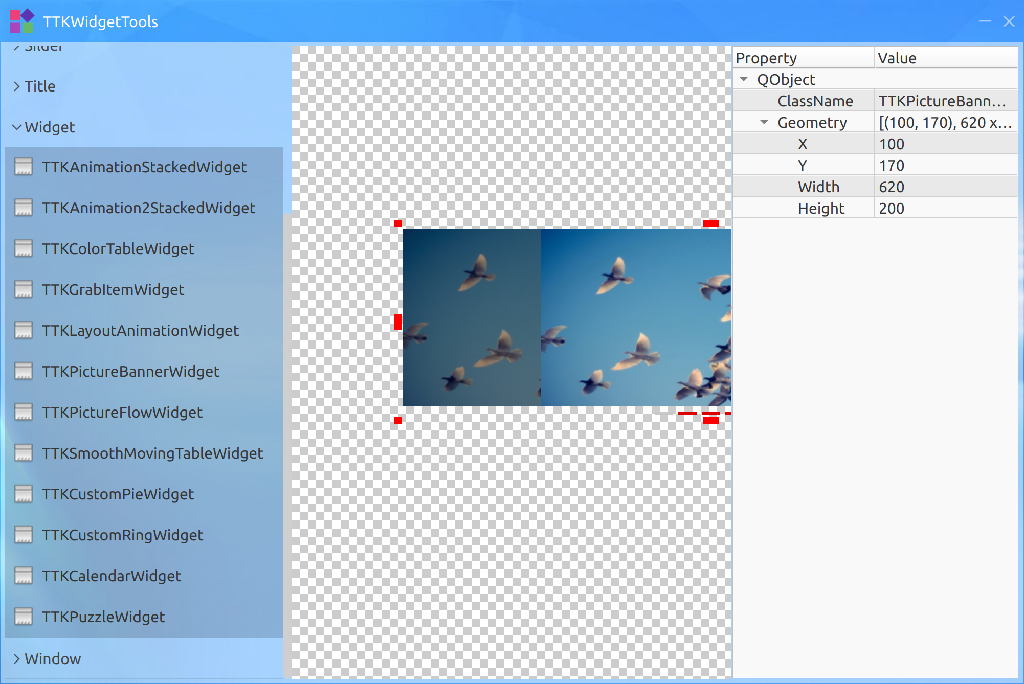 TTKWidgetTools
Slider
Title
Widget
TTKAnimationStackedWidget
TTKAnimation2StackedWidget
TTKColorTableWidget
TTKGrabItemWidget
TTKLayoutAnimationWidget
TTKPictureBannerWidget
TTKPictureFlowWidget
TTKSmoothMovingTableWidget
TTKCustomPieWidget
TTKCustomRingWidget
TTKCalendarWidget
TTKPuzzleWidget
Window
Property Value
QObject
ClassName TTKPictureBann...
Geometry [(100, 170), 620 x...
X 100
Y 170
Width 620
Height 200